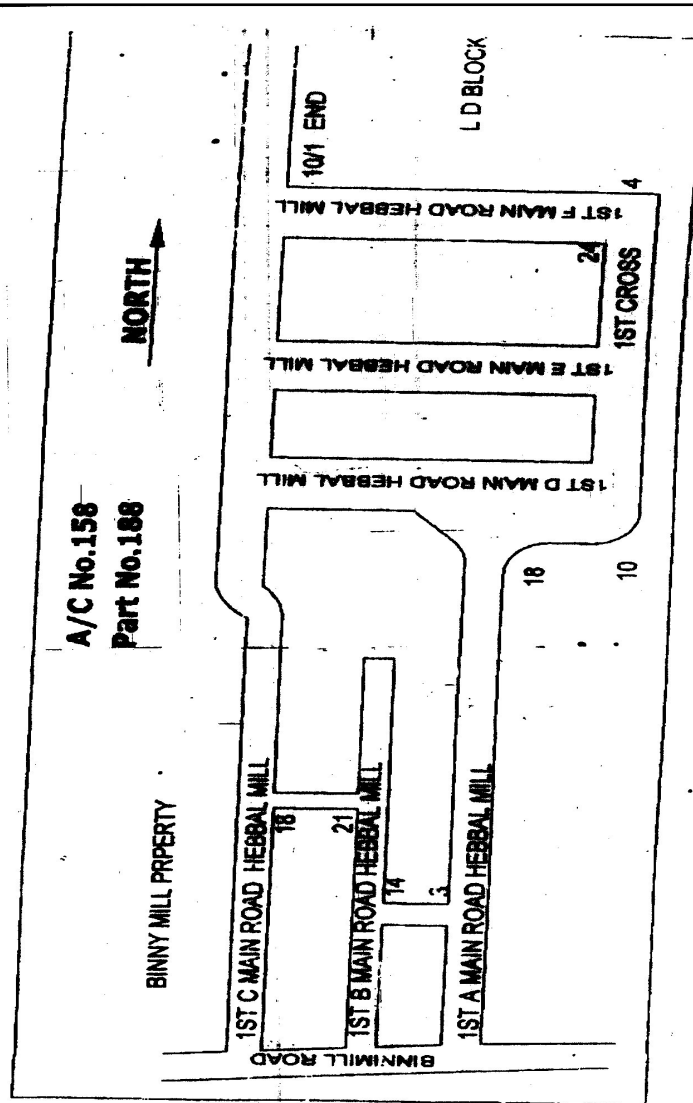 A/C No.158
Part No.188
NORTH
BINNY MILL PRPERTY
1ST C MAIN ROAD HEBBAL MILL
18
21
1ST B MAIN ROAD HEBBAL MILL
14
3
1ST A MAIN ROAD HEBBAL MILL
BINNIMILL ROAD
18
10
1ST D MAIN ROAD HEBBAL MILL
1ST E MAIN ROAD HEBBAL MILL
24
1ST CROSS
1ST F MAIN ROAD HEBBAL MILL
4
10/1 END
L D BLOCK